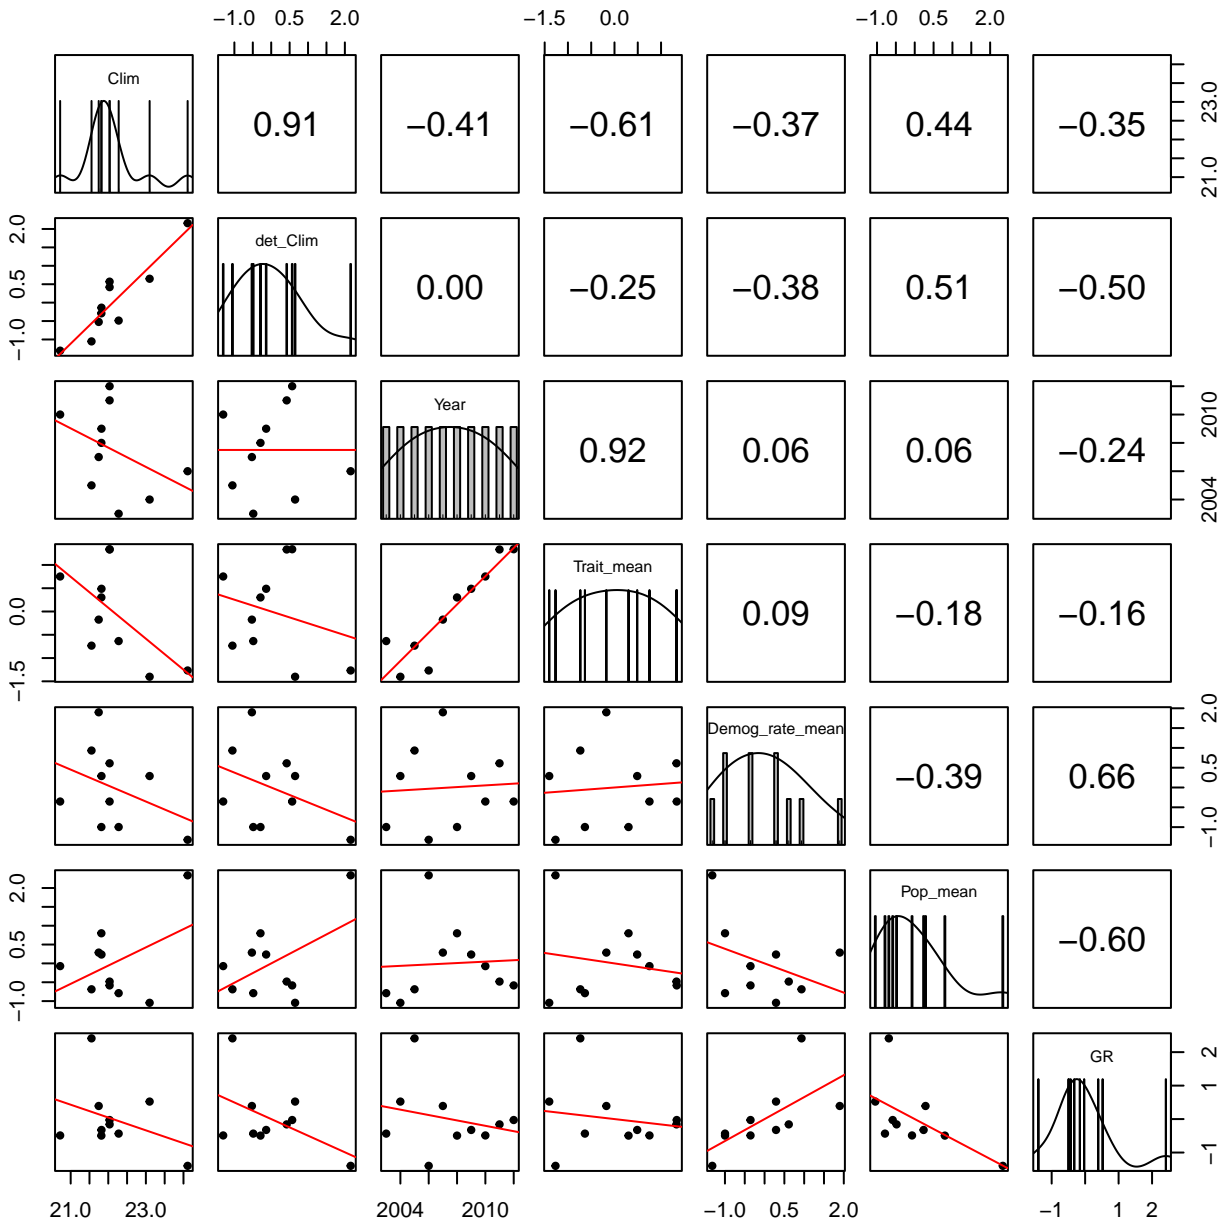 −1.0 0.5 2.0 −1.5 0.0 −1.0 0.5 2.0
Clim 0.91 −0.41 −0.61 −0.37 0.44 −0.35 21.0 23.0
−1.0 0.5 2.0 det_Clim 0.00 −0.25 −0.38 0.51 −0.50
Year 0.92 0.06 0.06 −0.24 2004 2010
−1.5 0.0 Trait_mean 0.09 −0.18 −0.16
Demog_rate_mean −0.39 0.66 −1.0 0.5 2.0
−1.0 0.5 2.0 Pop_mean −0.60
GR −1 1 2
21.0 23.0 2004 2010 −1.0 0.5 2.0 −1 1 2